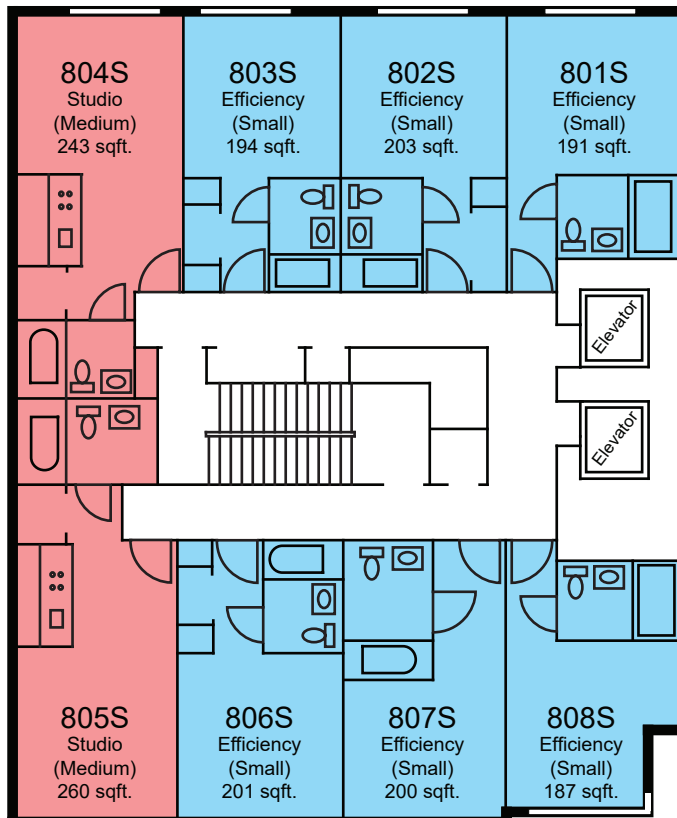 804S
Studio
(Medium)
243 sqft.
803S
Efficiency
(Small)
194 sqft.
802S
Efficiency
(Small)
203 sqft.
801S
Efficiency
(Small)
191 sqft.
Elevator
Elevator
805S
Studio
(Medium)
260 sqft.
806S
Efficiency
(Small)
201 sqft.
807S
Efficiency
(Small)
200 sqft.
808S
Efficiency
(Small)
187 sqft.